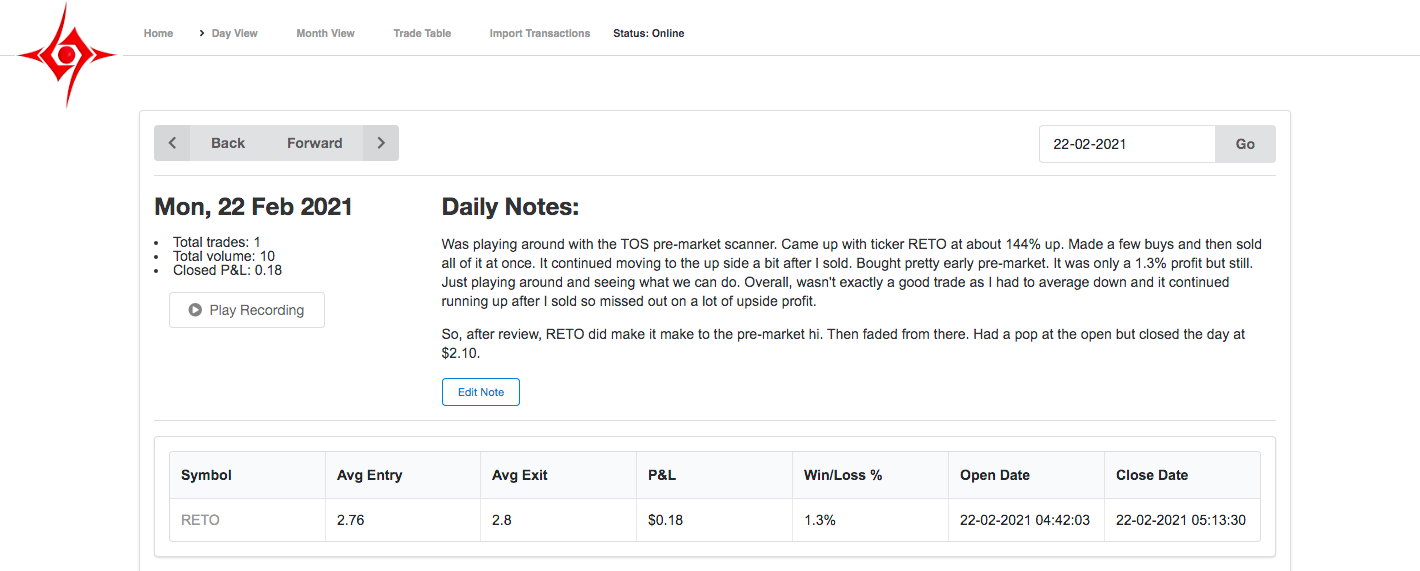 Home Day View Month View Trade Table Import Transactions Status: Online
Back Forward 22-02-2021 Go
Mon, 22 Feb 2021
Total trades: 1
Total volume: 10
Closed P&L: 0.18
Play Recording
Daily Notes:
Was playing around with the TOS pre-market scanner. Came up with ticker RETO at about 144% up. Made a few buys and then sold
all of it at once. It continued moving to the up side a bit after I sold. Bought pretty early pre-market. It was only a 1.3% profit but still.
Just playing around and seeing what we can do. Overall, wasn't exactly a good trade as I had to average down and it continued
running up after I sold so missed out on a lot of upside profit.
So, after review, RETO did make it make to the pre-market hi. Then faded from there. Had a pop at the open but closed the day at
$2.10.
Edit Note
Symbol Avg Entry Avg Exit P&L Win/Loss % Open Date Close Date
RETO 2.76 2.8 $0.18 1.3% 22-02-2021 04:42:03 22-02-2021 05:13:30